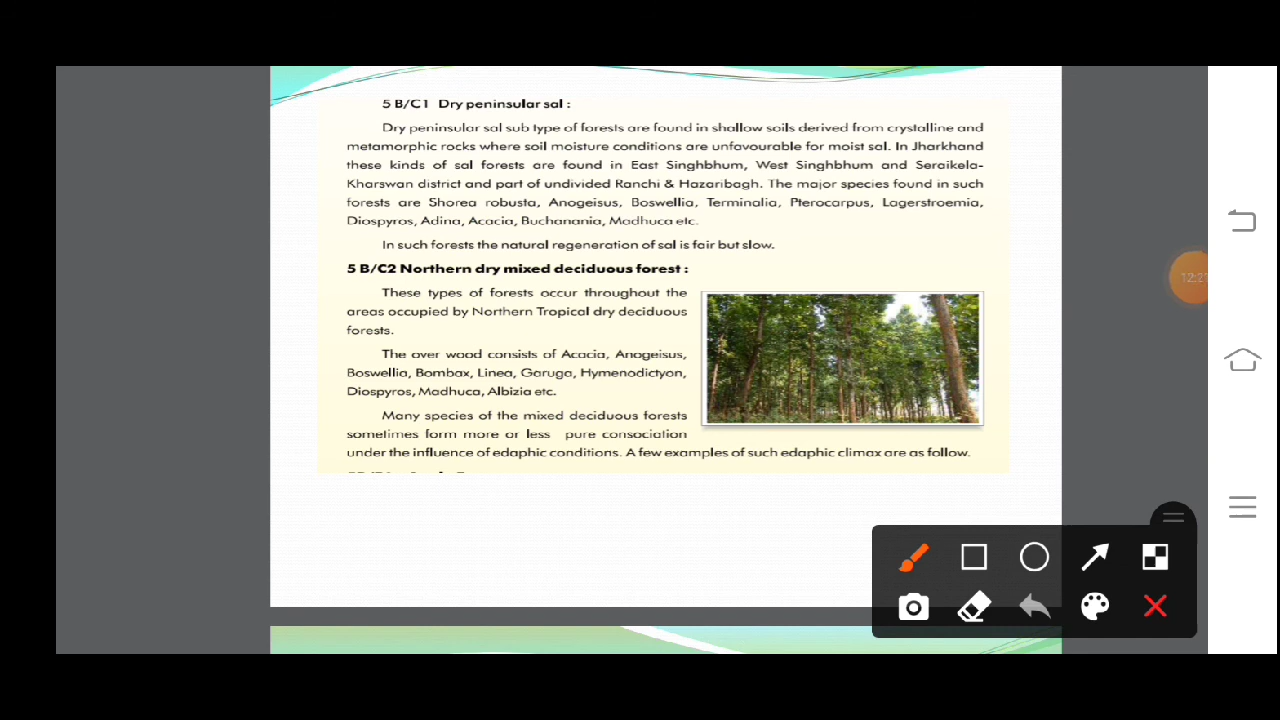 5 B/C1 Dry peninsular sal :
Dry peninsular sal sub type of forests are found in shallow soils derived from crystalline and
metamorphic rocks where soil moisture conditions are unfavourable for moist sal. In Jharkhand
these kinds of sal forests are found in East Singhbhum, West Singhbhum and Seraikela-
Kharswan district and part of undivided Ranchi & Hazaribagh. The major species found in such
forests are Shorea robusta, Anogeisus, Boswellia, Terminalia, Pterocarpus, Lagerstroemia,
Diospyros, Adina, Acacia, Buchanania, Madhuca etc.
In such forests the natural regeneration of sal is fair but slow.
5 B/C2 Northern dry mixed deciduous forest :
These types of forests occur throughout the
areas occupied by Northern Tropical dry deciduous
forests.
The over wood consists of Acacia, Anogeisus,
Boswellia, Bombax, Linea, Garuga, Hymenodictyon,
Diospyros, Madhuca, Albizia etc.
Many species of the mixed deciduous forests
sometimes form more or less pure consociation
under the influence of edaphic conditions. A few examples of such edaphic climax are as follow.